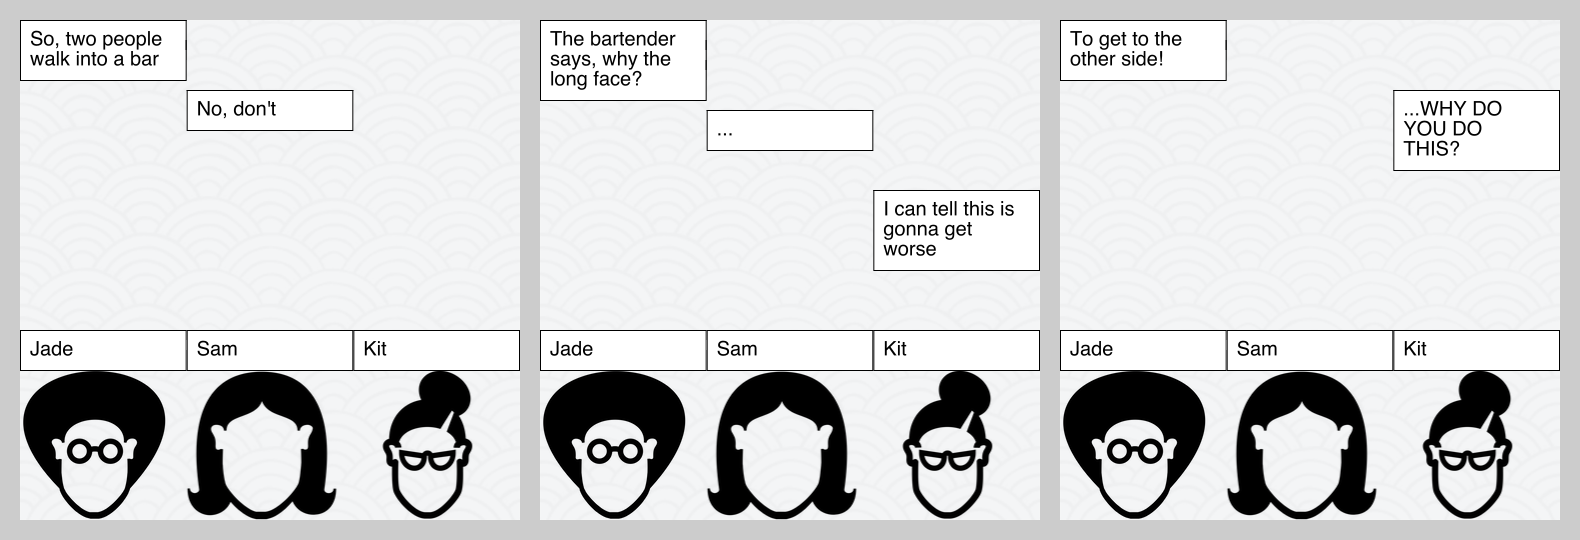 So, two people
walk into a bar
No, don't
Jade
Sam
Kit
The bartender
says, why the
long face?
...
I can tell this is
gonna get
worse
Jade
Sam
Kit
To get to the
other side!
...WHY DO
YOU DO
THIS?
Jade
Sam
Kit